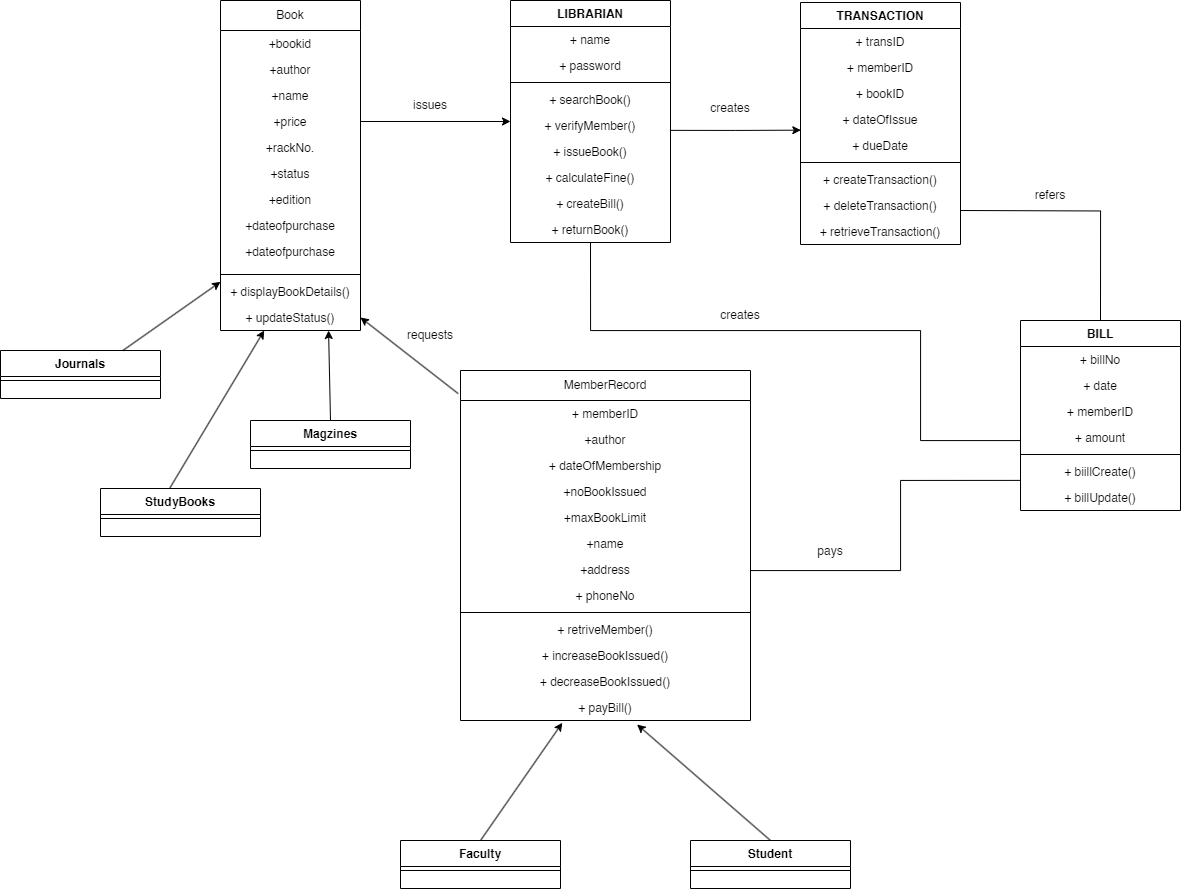 Book
+bookid
+author
+name
+price
+rackNo.
+status
+edition
+dateofpurchase
+dateofpurchase
+ displayBookDetails()
+ updateStatus()
issues
LIBRARIAN
+ name
+ password
+ searchBook()
+ verifyMember()
+ issueBook()
+ calculateFine()
+ createBill()
+ returnBook()
creates
TRANSACTION
+ transID
+ memberID
+ bookID
+ dateOfIssue
+ dueDate
+ createTransaction()
+ deleteTransaction()
+ retrieveTransaction()
refers
creates
requests
Journals
Magzines
StudyBooks
MemberRecord
+ memberID
+author
+ dateOfMembership
+noBookIssued
+maxBookLimit
+name
+address
+ phoneNo
+ retriveMember()
+ increaseBookIssued()
+ decreaseBookIssued()
+ payBill()
BILL
+ billNo
+ date
+ memberID
+ amount
+ biillCreate()
+ billUpdate()
pays
Faculty
Student